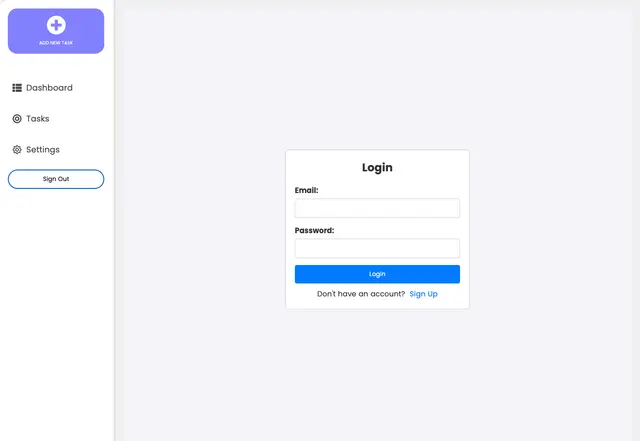 ADD NEW TASK
Dashboard
Tasks
Settings
Sign Out
Login
Email:
Password:
Login
Don't have an account? Sign Up